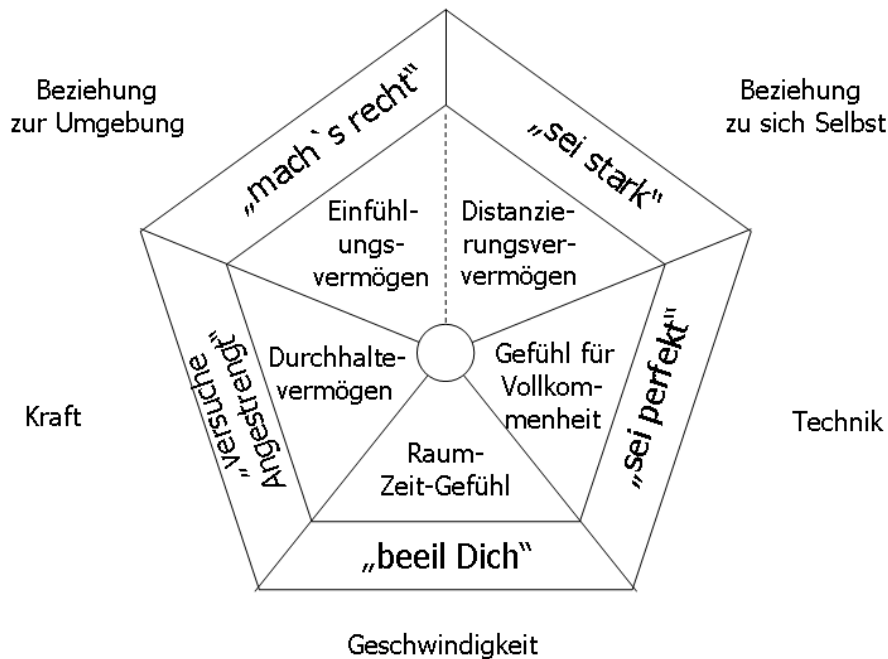 Beziehung
zur Umgebung
Beziehung
zu sich Selbst
„mach`s recht“
„sei stark“
Einfühl-
ungs-
vermögen
Distanzie-
rungsver-
vermögen
„versuche
Angestrengt“
Durchhalte-
vermögen
Gefühl für
Vollkom-
menheit
„sei perfekt“
Kraft
Technik
Raum-
Zeit-Gefühl
„beeil Dich“
Geschwindigkeit